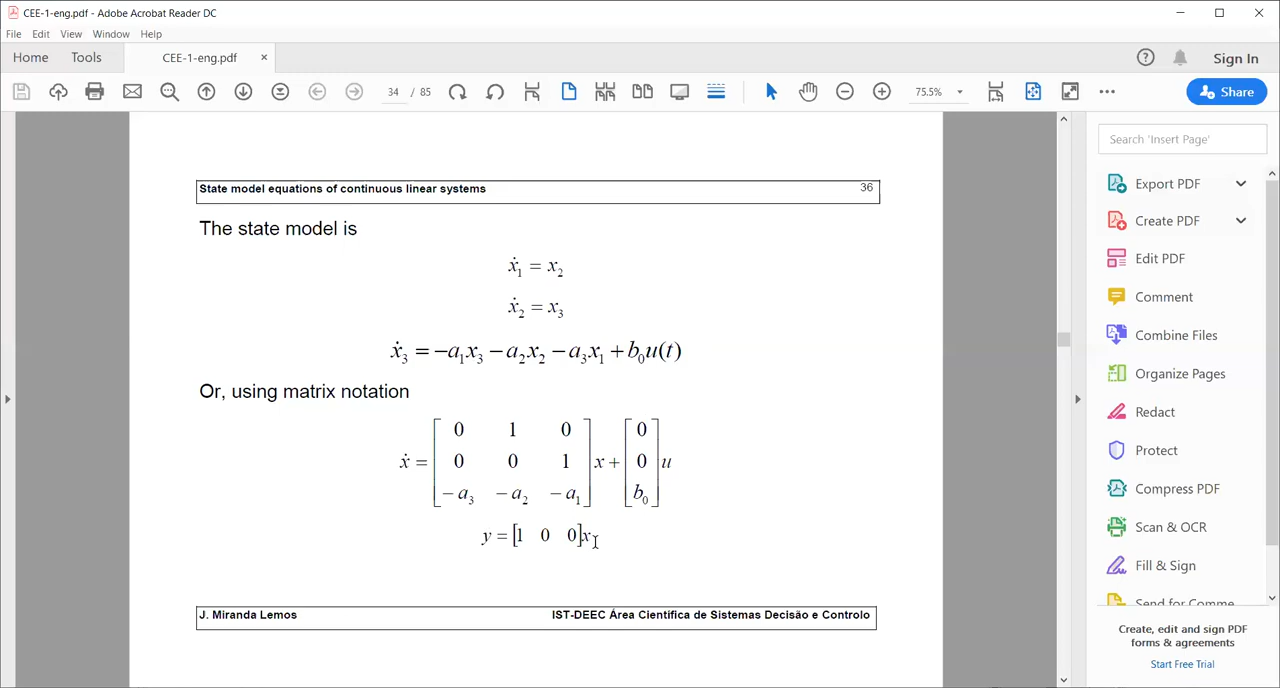 CEE-1-eng.pdf - Adobe Acrobat Reader DC
File Edit View Window Help
Home Tools CEE-1-eng.pdf × Sign In
34 / 85 75.5% Share
Search 'Insert Page'
Export PDF
Create PDF
Edit PDF
Comment
Combine Files
Organize Pages
Redact
Protect
Compress PDF
Scan & OCR
Fill & Sign
Send for Comme
Create, edit and sign PDF
forms & agreements
Start Free Trial
State model equations of continuous linear systems 36
The state model is
ẋ₁ = x₂
ẋ₂ = x₃
ẋ₃ = −a₁x₃ − a₂x₂ − a₃x₁ + b₀u(t)
Or, using matrix notation
0 1 0 0
ẋ = 0 0 1 x + 0 u
−a₃ −a₂ −a₁ b₀
y = [1 0 0]x
J. Miranda Lemos IST-DEEC Área Científica de Sistemas Decisão e Controlo